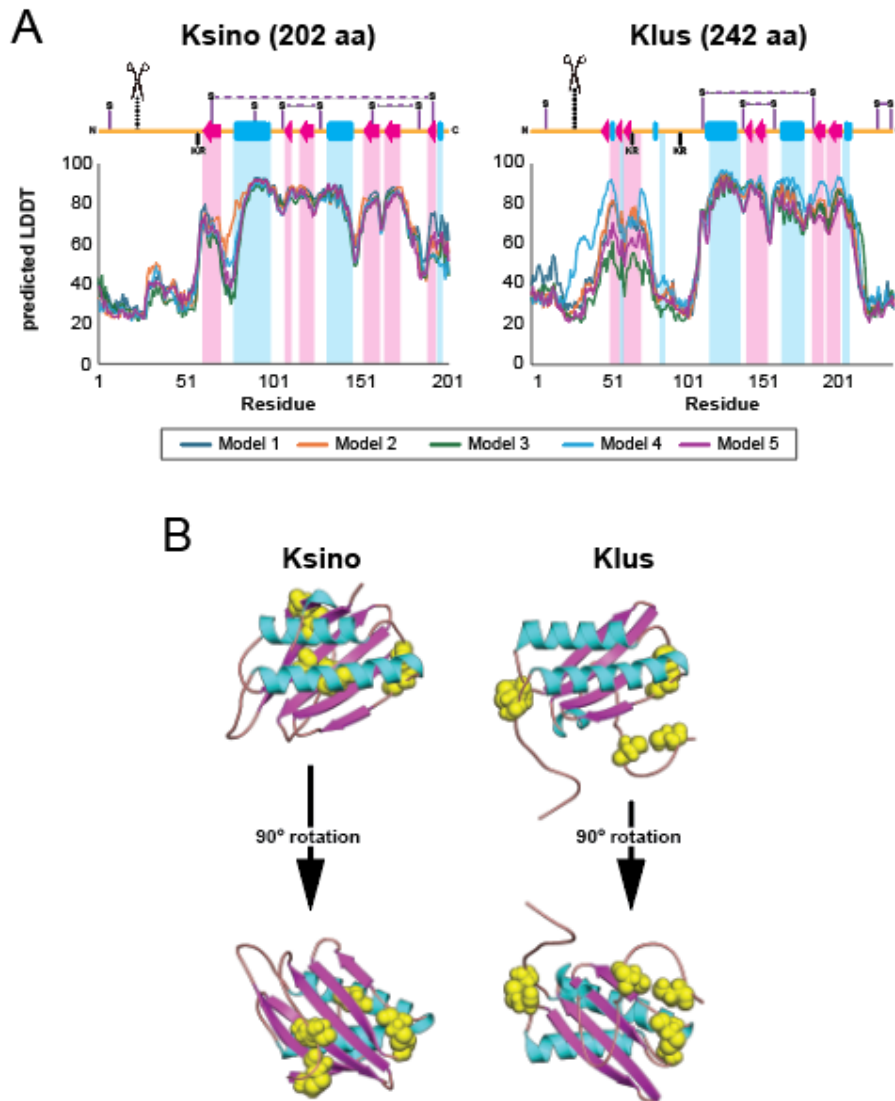 A
Ksino (202 aa)
Klus (242 aa)
S S S S S S S S
S S S S S S S
N KR C
N KR KR C
predicted LDDT
100
80
60
40
20
0
1 51 101 151 201
Residue
100
80
60
40
20
0
1 51 101 151 201
Residue
Model 1 Model 2 Model 3 Model 4 Model 5
B
Ksino
Klus
90° rotation
90° rotation